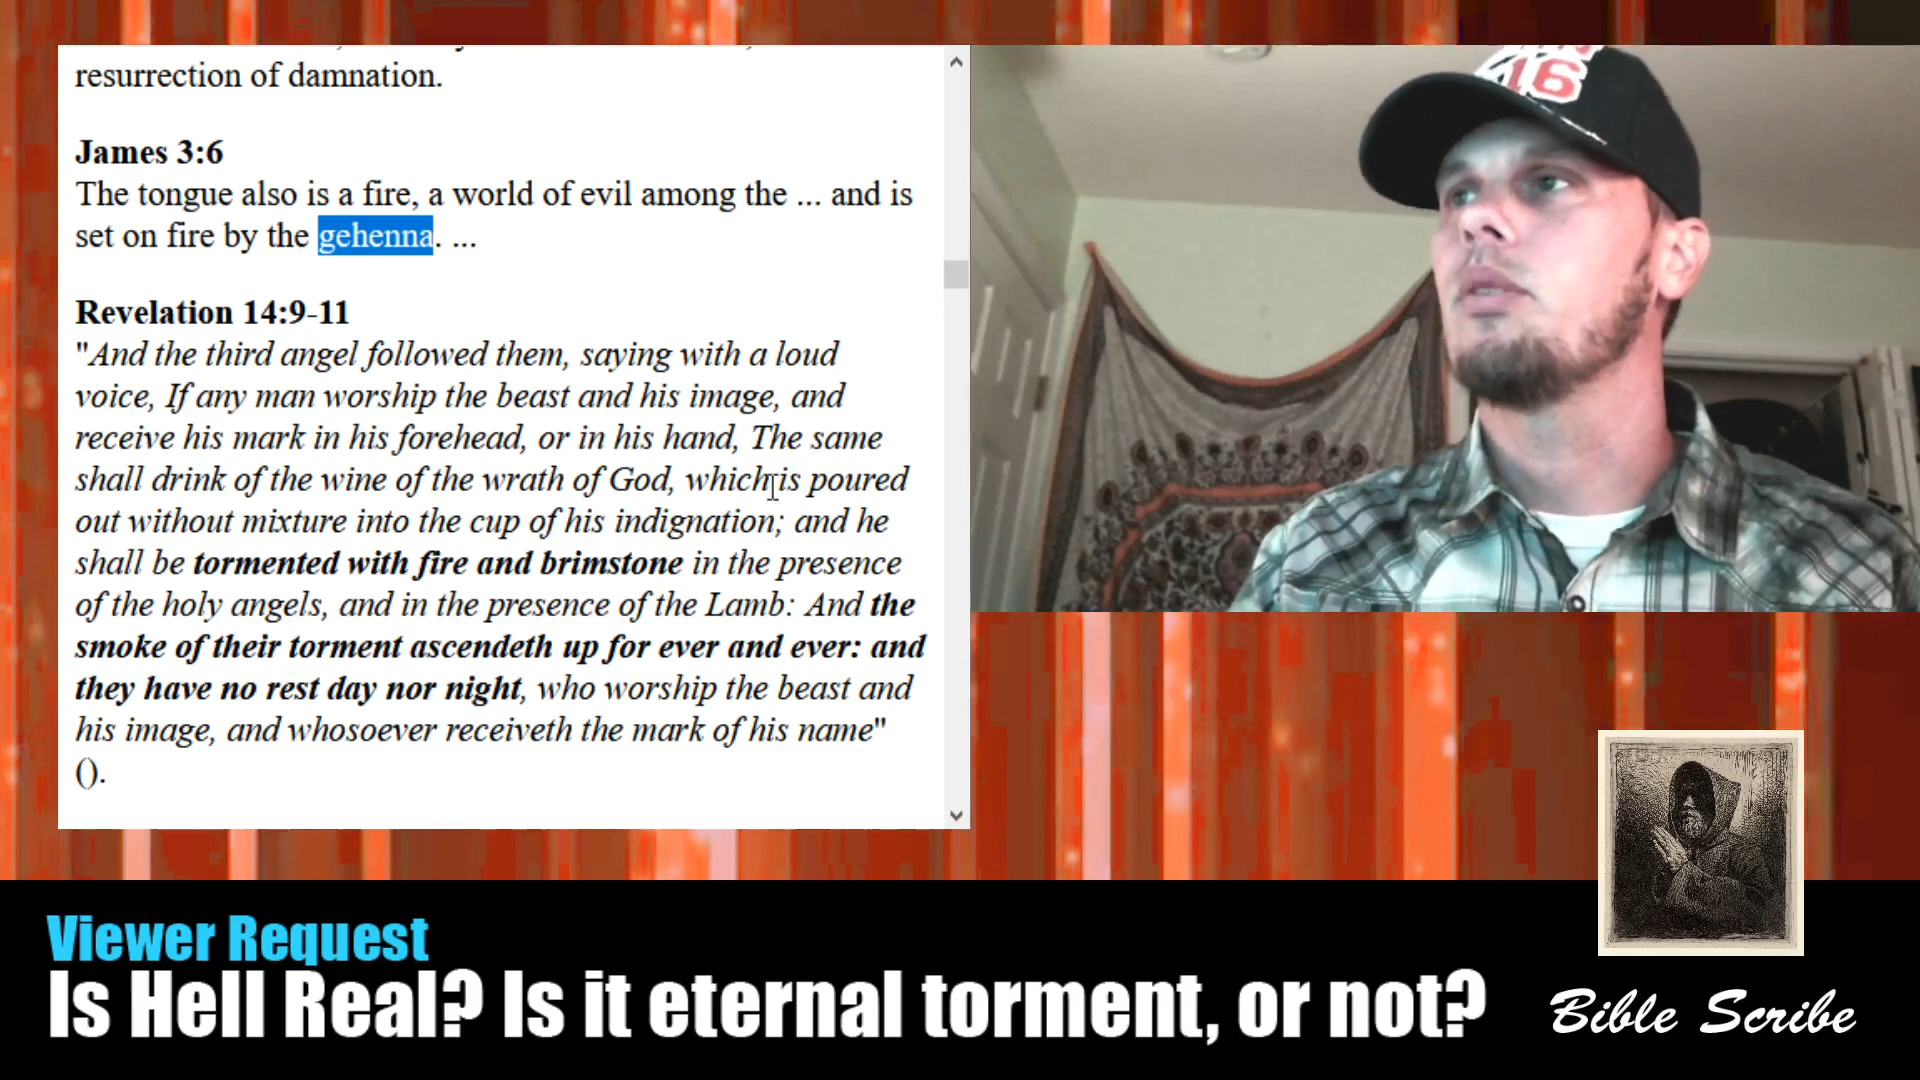 resurrection of damnation.
James 3:6
The tongue also is a fire, a world of evil among the ... and is
set on fire by the gehenna. ...
Revelation 14:9-11
"And the third angel followed them, saying with a loud
voice, If any man worship the beast and his image, and
receive his mark in his forehead, or in his hand, The same
shall drink of the wine of the wrath of God, which is poured
out without mixture into the cup of his indignation; and he
shall be tormented with fire and brimstone in the presence
of the holy angels, and in the presence of the Lamb: And the
smoke of their torment ascendeth up for ever and ever: and
they have no rest day nor night, who worship the beast and
his image, and whosoever receiveth the mark of his name"
().
16
Viewer Request
Is Hell Real? Is it eternal torment, or not?
Bible Scribe